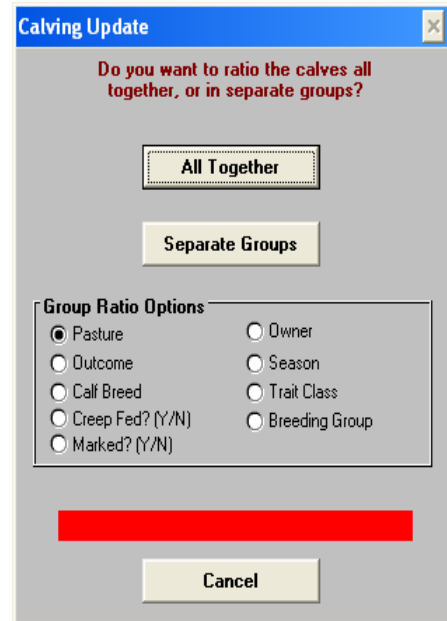 Calving Update
Do you want to ratio the calves all
together, or in separate groups?
All Together
Separate Groups
Group Ratio Options
Pasture
Owner
Outcome
Season
Calf Breed
Trait Class
Creep Fed? (Y/N)
Breeding Group
Marked? (Y/N)
Cancel